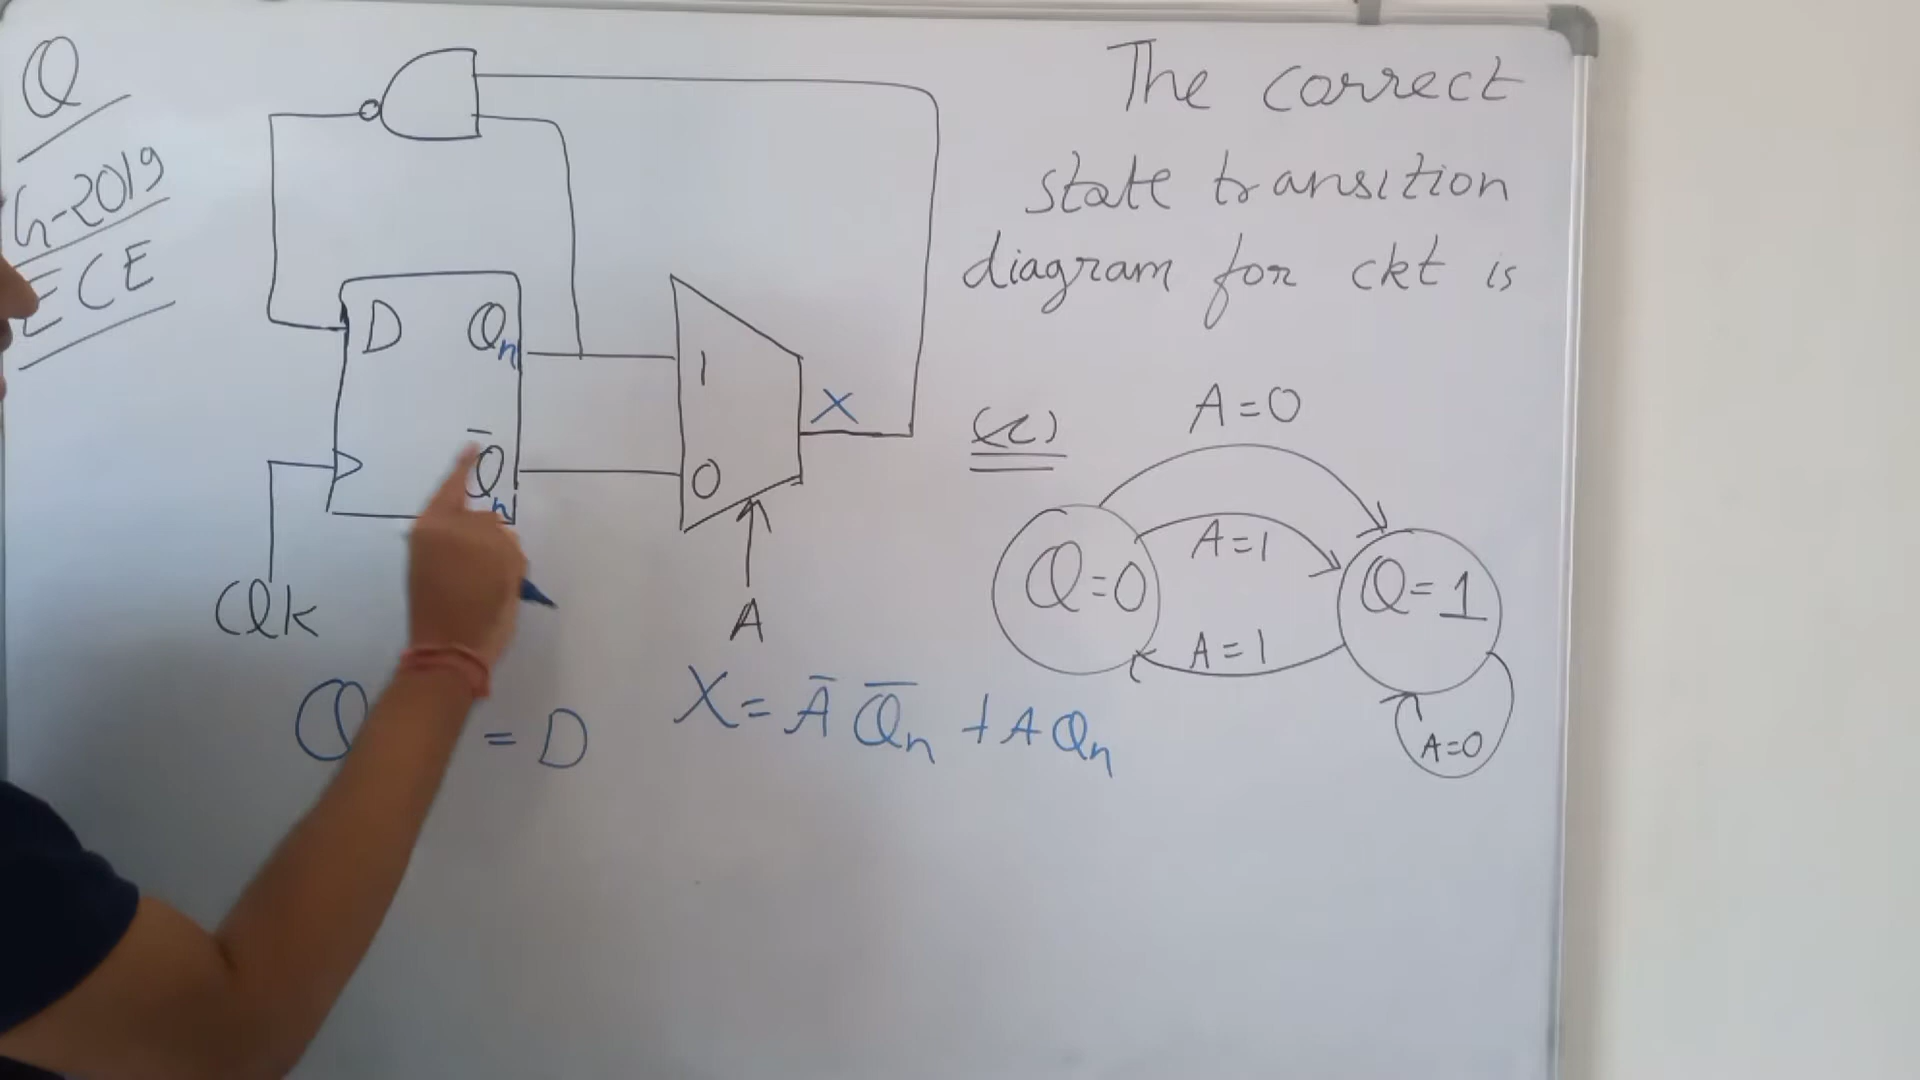 Q
G-2019
ECE
The correct
state transition
diagram for ckt is
D Qn
Q̄n
1
0
X
Clk
A
(c)
A=0
A=1
Q=0
Q=1
A=1
A=0
Q = D
X = Ā Q̄n + A Qn